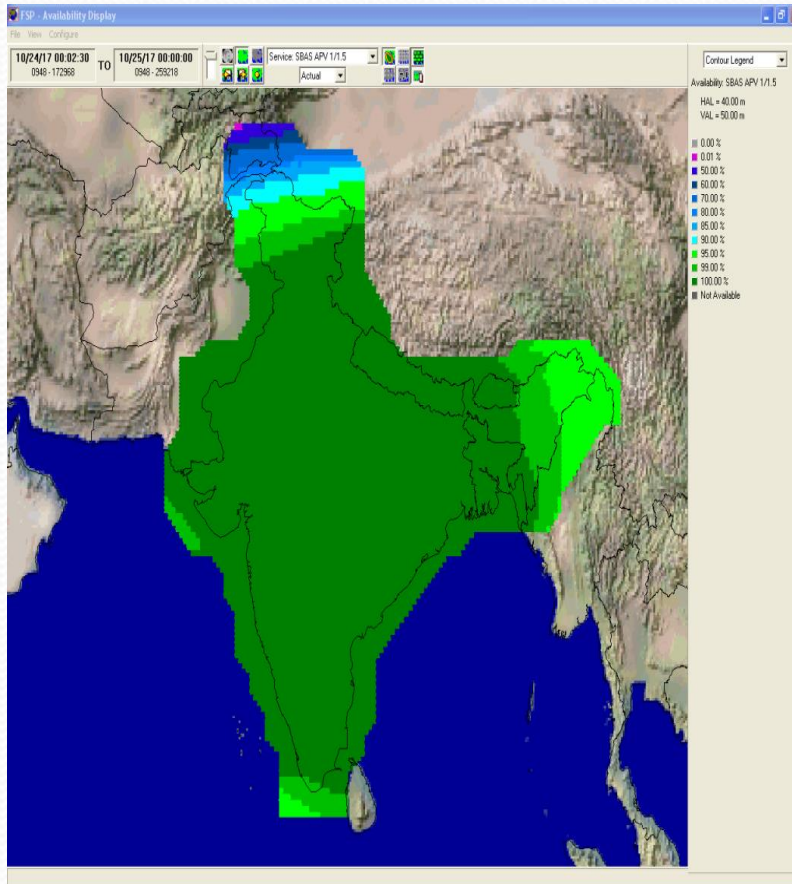 FSP - Availability Display
File View Configure
10/24/17 00:02:30
0948 - 172968
TO
10/25/17 00:00:00
0948 - 259218
Service: SBAS APV 1/1.5
Actual
Contour Legend
Availability: SBAS APV 1/1.5
HAL = 40.00 m
VAL = 50.00 m
0.00 %
0.01 %
50.00 %
60.00 %
70.00 %
80.00 %
85.00 %
90.00 %
95.00 %
99.00 %
100.00 %
Not Available